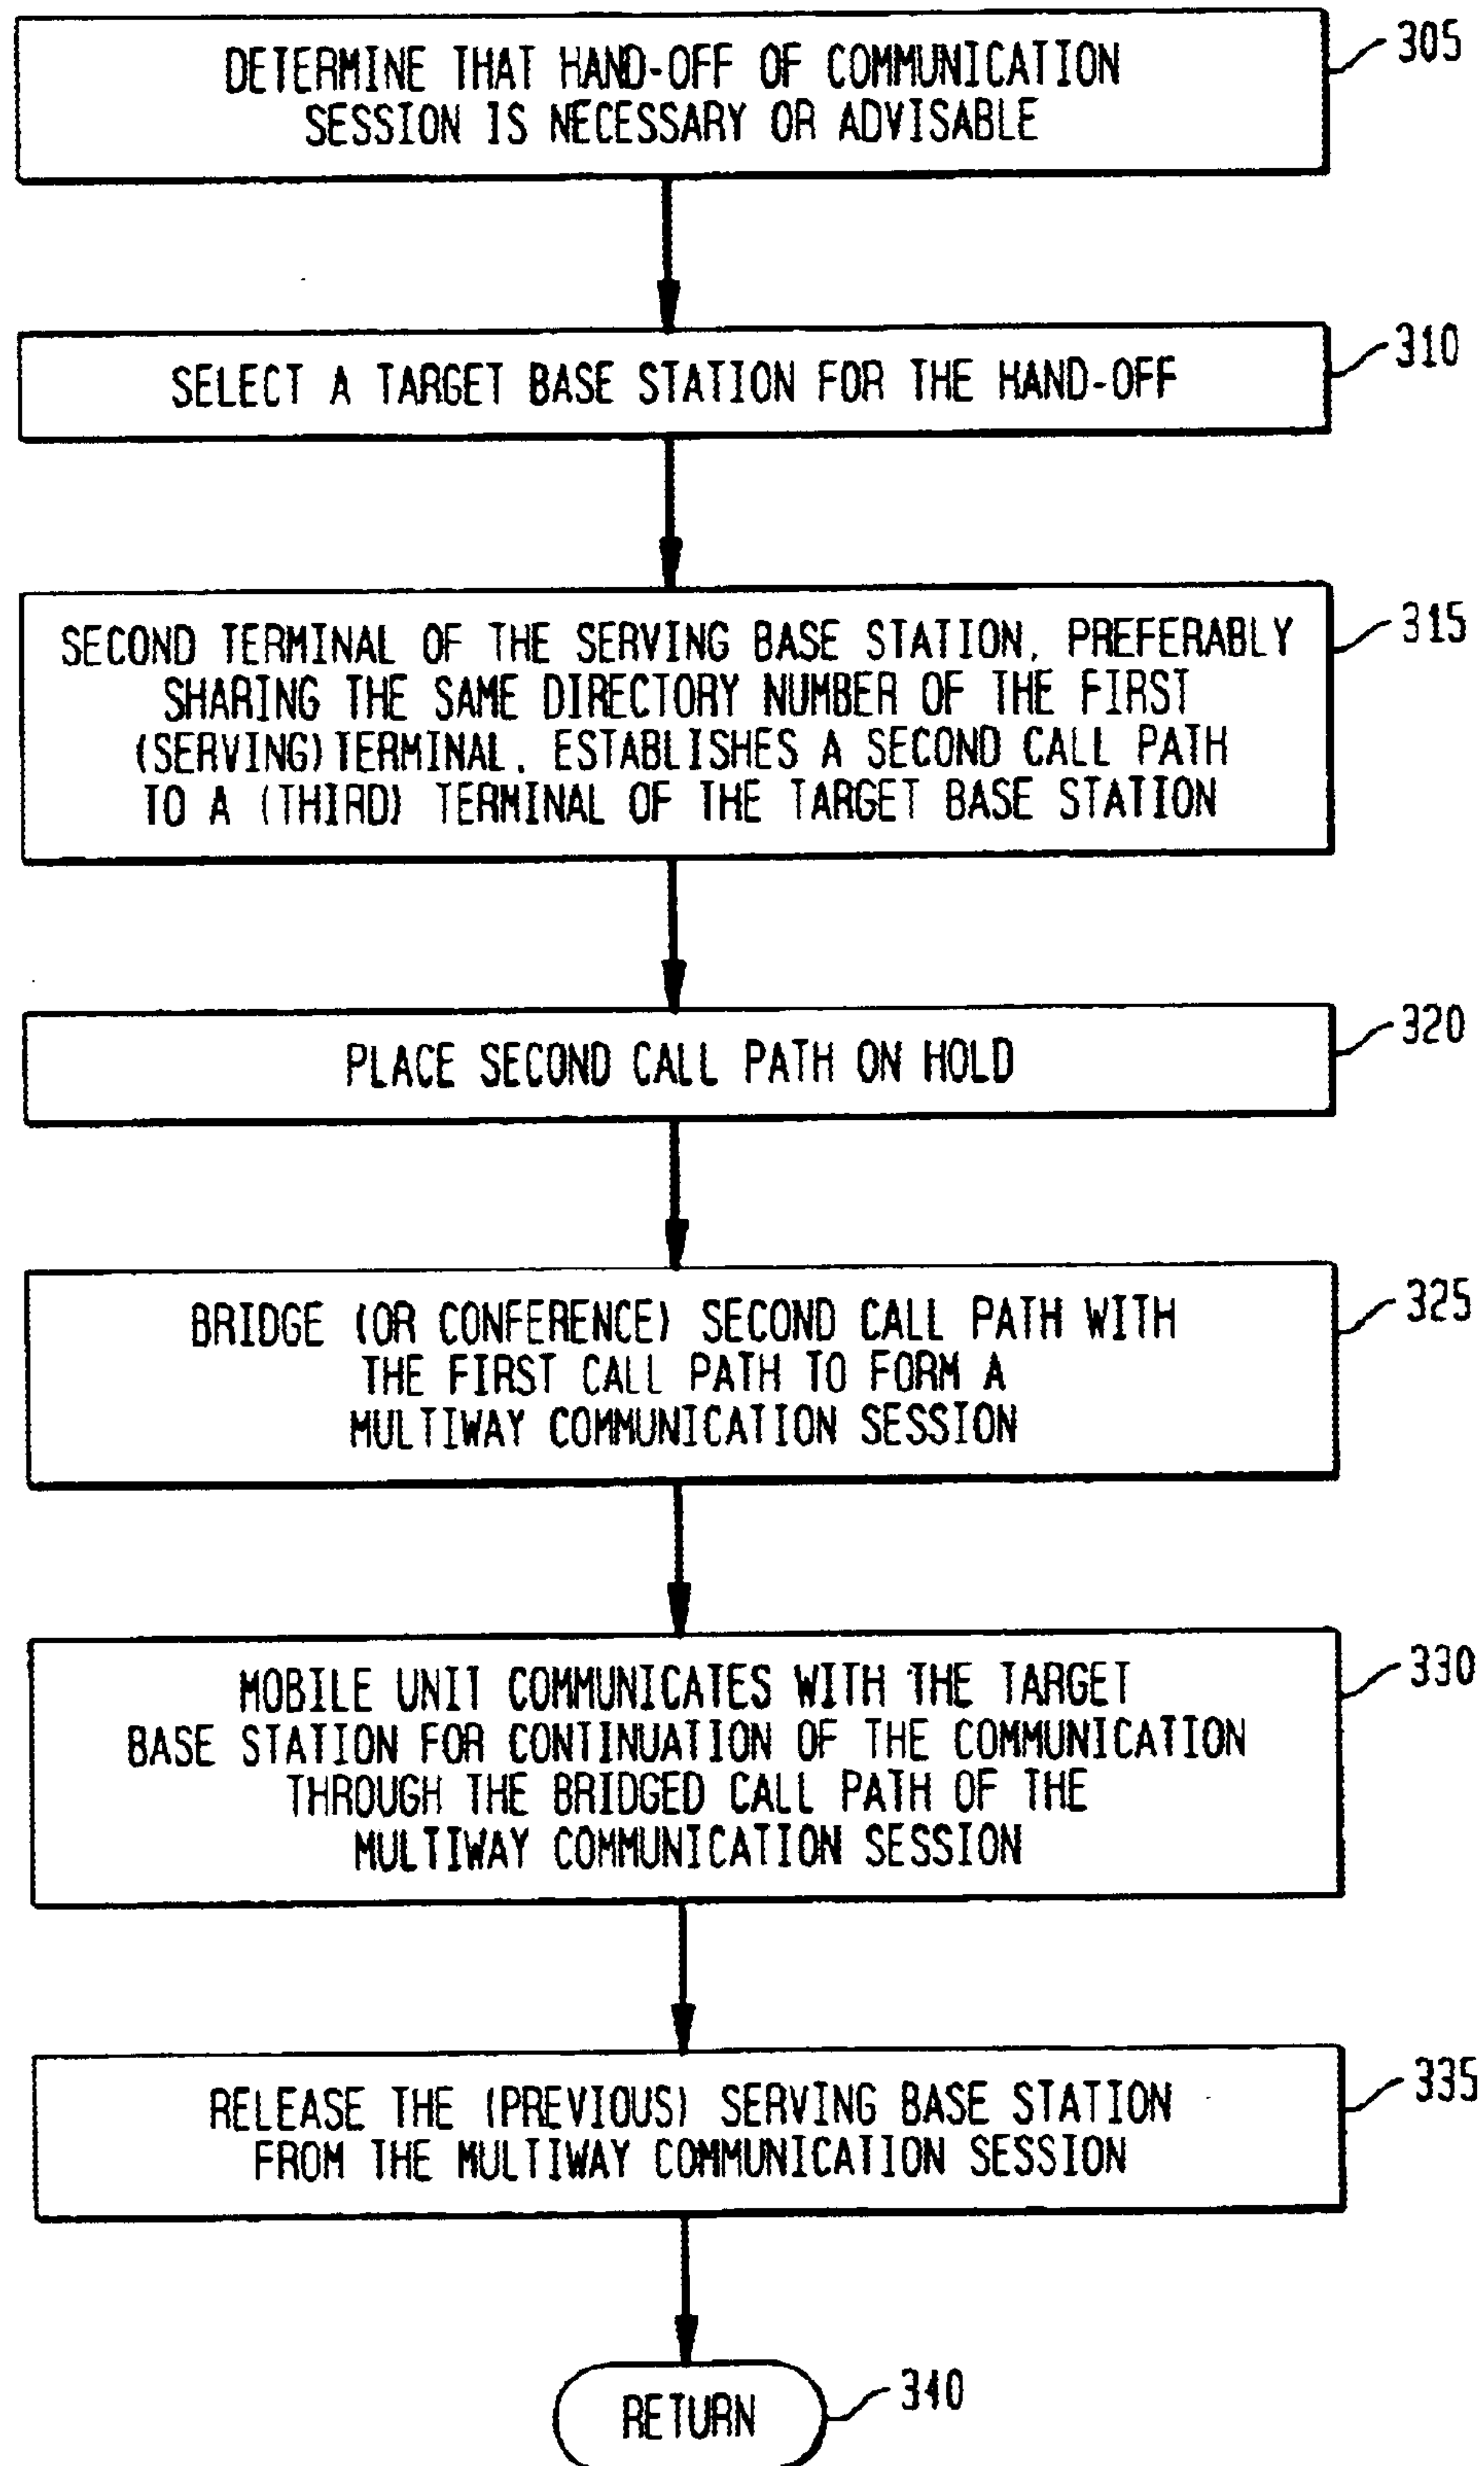 DETERMINE THAT HAND-OFF OF COMMUNICATION
SESSION IS NECESSARY OR ADVISABLE
305
SELECT A TARGET BASE STATION FOR THE HAND-OFF
310
SECOND TERMINAL OF THE SERVING BASE STATION, PREFERABLY
SHARING THE SAME DIRECTORY NUMBER OF THE FIRST
(SERVING) TERMINAL, ESTABLISHES A SECOND CALL PATH
TO A (THIRD) TERMINAL OF THE TARGET BASE STATION
315
PLACE SECOND CALL PATH ON HOLD
320
BRIDGE (OR CONFERENCE) SECOND CALL PATH WITH
THE FIRST CALL PATH TO FORM A
MULTIWAY COMMUNICATION SESSION
325
MOBILE UNIT COMMUNICATES WITH THE TARGET
BASE STATION FOR CONTINUATION OF THE COMMUNICATION
THROUGH THE BRIDGED CALL PATH OF THE
MULTIWAY COMMUNICATION SESSION
330
RELEASE THE (PREVIOUS) SERVING BASE STATION
FROM THE MULTIWAY COMMUNICATION SESSION
335
RETURN
340